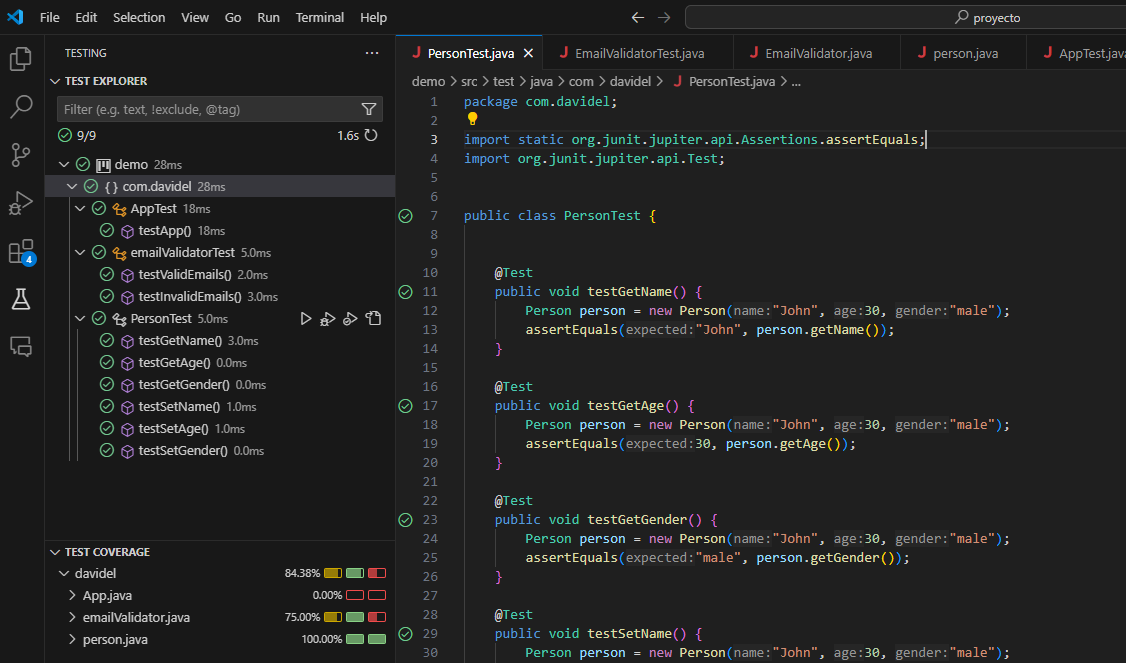 File Edit Selection View Go Run Terminal Help
proyecto
TESTING
TEST EXPLORER
Filter (e.g. text, !exclude, @tag)
9/9 1.6s
demo 28ms
{ } com.davidel 28ms
AppTest 18ms
testApp() 18ms
emailValidatorTest 5.0ms
testValidEmails() 2.0ms
testInvalidEmails() 3.0ms
PersonTest 5.0ms
testGetName() 3.0ms
testGetAge() 0.0ms
testGetGender() 0.0ms
testSetName() 1.0ms
testSetAge() 1.0ms
testSetGender() 0.0ms
4
TEST COVERAGE
davidel 84.38%
App.java 0.00%
emailValidator.java 75.00%
person.java 100.00%
J PersonTest.java J EmailValidatorTest.java J EmailValidator.java J person.java J AppTest.java
demo > src > test > java > com > davidel > J PersonTest.java > ...
1 package com.davidel;
2
3 import static org.junit.jupiter.api.Assertions.assertEquals;
4 import org.junit.jupiter.api.Test;
5
6
7 public class PersonTest {
8
9
10 @Test
11 public void testGetName() {
12 Person person = new Person(name:"John", age:30, gender:"male");
13 assertEquals(expected:"John", person.getName());
14 }
15
16 @Test
17 public void testGetAge() {
18 Person person = new Person(name:"John", age:30, gender:"male");
19 assertEquals(expected:30, person.getAge());
20 }
21
22 @Test
23 public void testGetGender() {
24 Person person = new Person(name:"John", age:30, gender:"male");
25 assertEquals(expected:"male", person.getGender());
26 }
27
28 @Test
29 public void testSetName() {
30 Person person = new Person(name:"John", age:30, gender:"male");